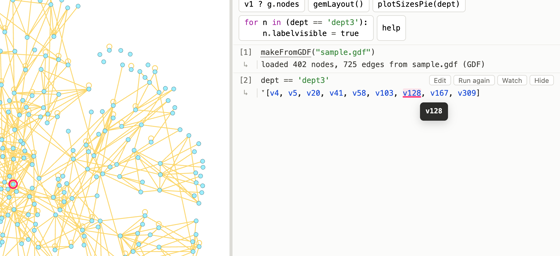 v1 ? g.nodes gemLayout() plotSizesPie(dept)
for n in (dept == 'dept3'):
n.labelvisible = true
help
[1] makeFromGDF("sample.gdf")
↳ loaded 402 nodes, 725 edges from sample.gdf (GDF)
[2] dept == 'dept3' Edit Run again Watch Hide
↳ '[v4, v5, v20, v41, v58, v103, v128, v167, v309]
v128